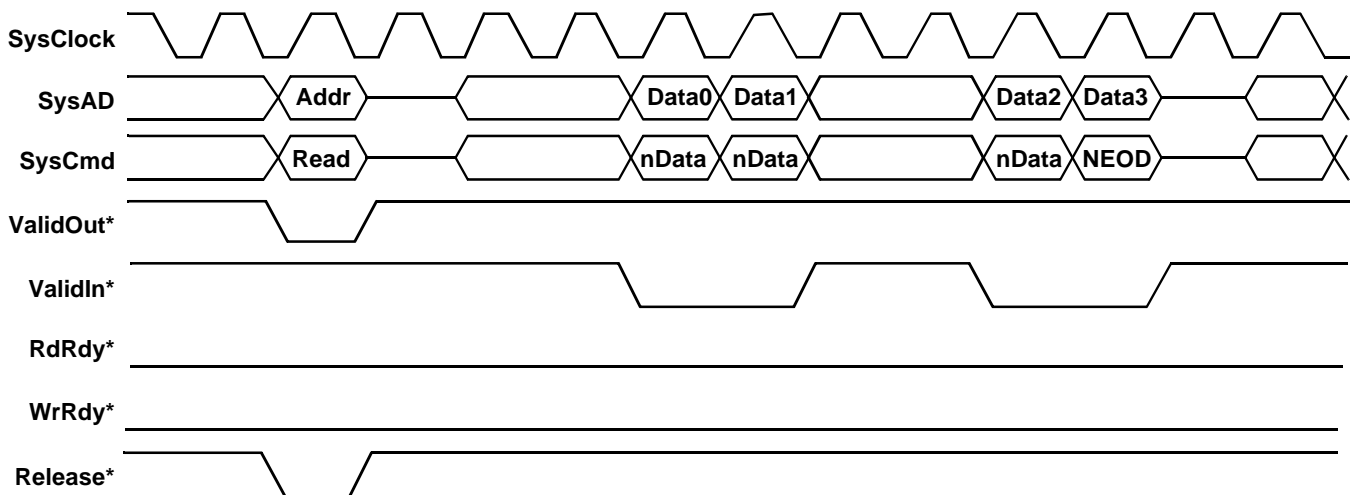 SysClock
SysAD Addr Data0 Data1 Data2 Data3
SysCmd Read nData nData nData NEOD
ValidOut*
ValidIn*
RdRdy*
WrRdy*
Release*